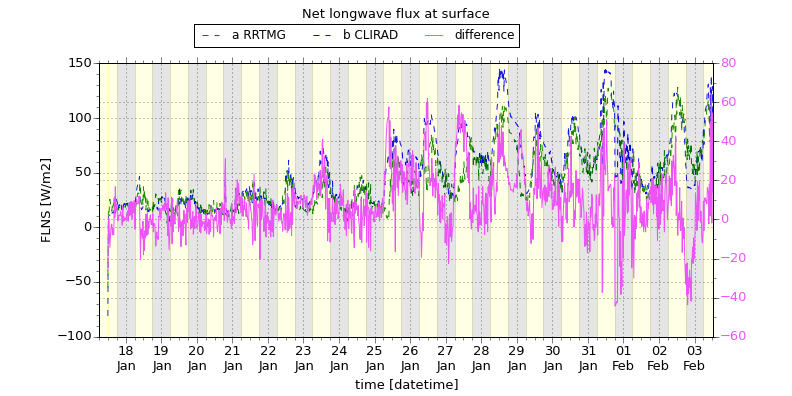 Net longwave flux at surface
a RRTMG b CLIRAD difference
150 80
60
100
40
50 20
0 0
−20
−50
−40
−100 −60
FLNS [W/m2]
18 19 20 21 22 23 24 25 26 27 28 29 30 31 01 02 03
Jan Jan Jan Jan Jan Jan Jan Jan Jan Jan Jan Jan Jan Jan Feb Feb Feb
time [datetime]